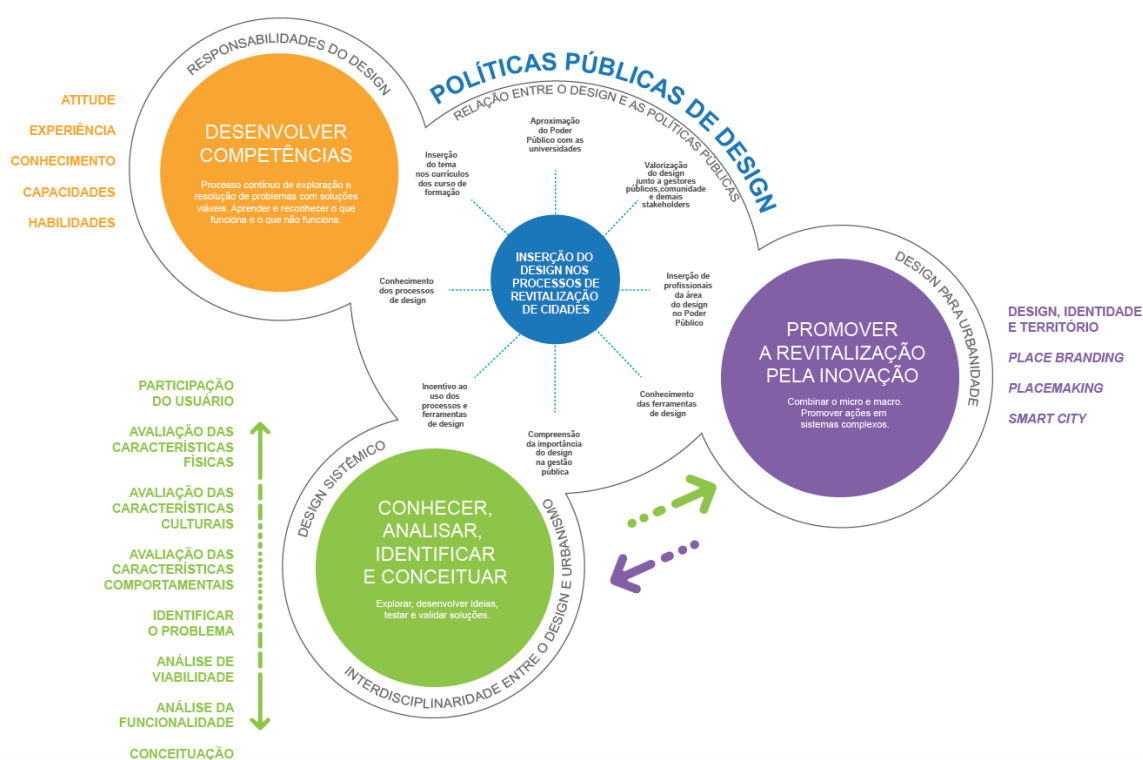 RESPONSABILIDADES DO DESIGN
ATITUDE
EXPERIÊNCIA
CONHECIMENTO
CAPACIDADES
HABILIDADES
DESENVOLVER
COMPETÊNCIAS
Processo contínuo de exploração e
resolução de problemas com soluções
viáveis. Aprender e reconhecer o que
funciona e o que não funciona.
POLÍTICAS PÚBLICAS DE DESIGN
RELAÇÃO ENTRE O DESIGN E AS POLÍTICAS PÚBLICAS
Aproximação
do Poder
Público com as
universidades
Inserção
do tema
nos currículos
dos curso de
formação
Valorização
do design
junto a gestores
públicos,comunidade
e demais
stakeholders
INSERÇÃO DO
DESIGN NOS
PROCESSOS DE
REVITALIZAÇÃO
DE CIDADES
Conhecimento
dos processos
de design
Inserção de
profissionais
da área
do design
no Poder
Público
Incentivo ao
uso dos
processos e
ferramentas
de design
Conhecimento
das ferramentas
de design
Compreensão
da importância
do design
na gestão
pública
DESIGN PARA URBANIDADE
PROMOVER
A REVITALIZAÇÃO
PELA INOVAÇÃO
Combinar o micro e macro.
Promover ações em
sistemas complexos.
DESIGN, IDENTIDADE
E TERRITÓRIO
PLACE BRANDING
PLACEMAKING
SMART CITY
PARTICIPAÇÃO
DO USUÁRIO
AVALIAÇÃO DAS
CARACTERÍSTICAS
FÍSICAS
AVALIAÇÃO DAS
CARACTERÍSTICAS
CULTURAIS
AVALIAÇÃO DAS
CARACTERÍSTICAS
COMPORTAMENTAIS
IDENTIFICAR
O PROBLEMA
ANÁLISE DE
VIABILIDADE
ANÁLISE DA
FUNCIONALIDADE
CONCEITUAÇÃO
DESIGN SISTÊMICO
CONHECER,
ANALISAR,
IDENTIFICAR
E CONCEITUAR
Explorar, desenvolver ideias,
testar e validar soluções.
INTERDISCIPLINARIDADE ENTRE O DESIGN E URBANISMO